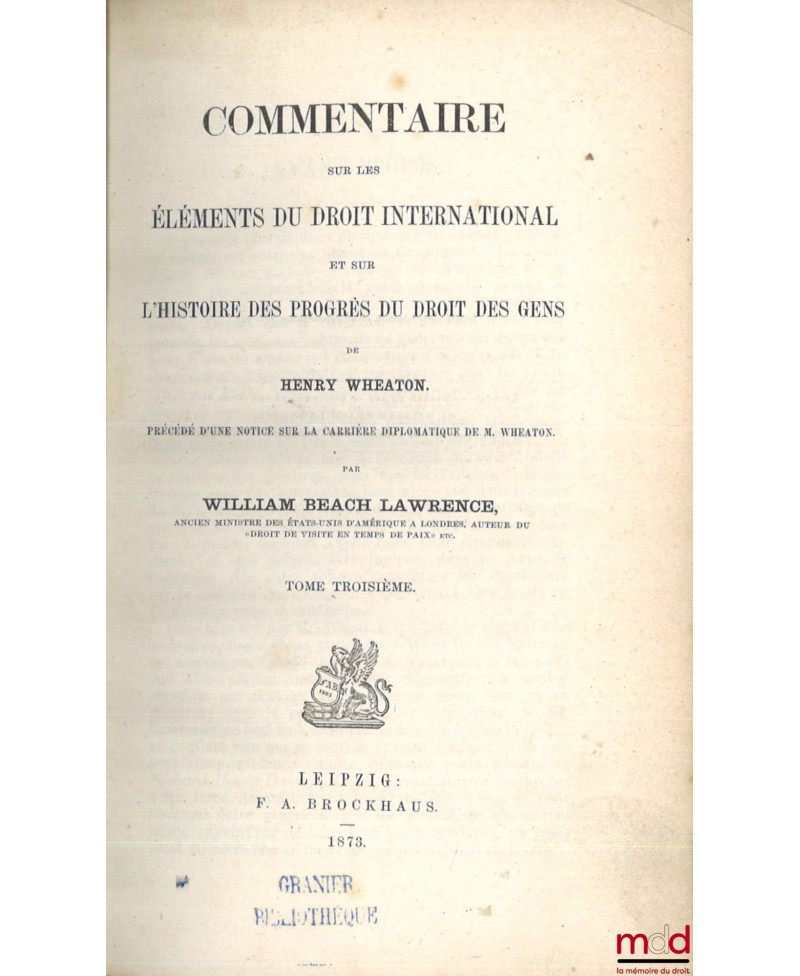 COMMENTAIRE
SUR LES
ÉLÉMENTS DU DROIT INTERNATIONAL
ET SUR
L'HISTOIRE DES PROGRÈS DU DROIT DES GENS
DE
HENRY WHEATON.
PRÉCÉDÉ D'UNE NOTICE SUR LA CARRIÈRE DIPLOMATIQUE DE M. WHEATON.
PAR
WILLIAM BEACH LAWRENCE,
ANCIEN MINISTRE DES ÉTATS-UNIS D'AMÉRIQUE A LONDRES, AUTEUR DU
«DROIT DE VISITE EN TEMPS DE PAIX» ETC.
TOME TROISIÈME.
FAB
1805
LEIPZIG:
F. A. BROCKHAUS.
1873.
GRANIER
BIBLIOTHÈQUE
mdd
la mémoire du droit